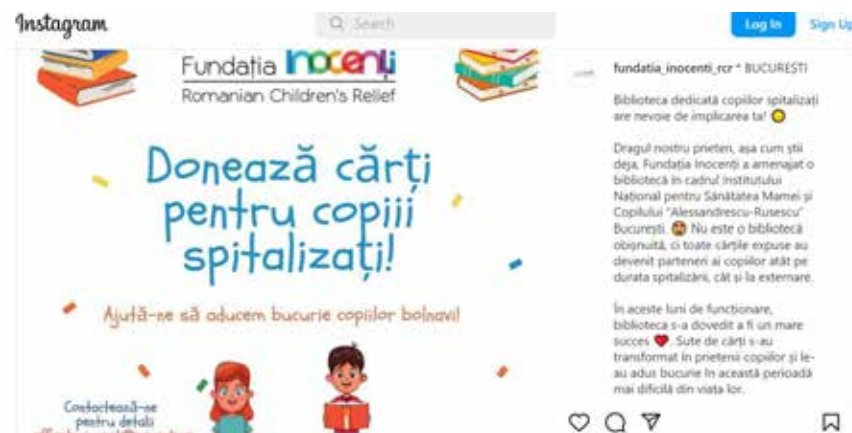 Instagram
Search
Log In
Sign Up
Fundația Inocenți
Romanian Children's Relief
Donează cărți
pentru copiii
spitalizați!
Ajută-ne să aducem bucurie copiilor bolnavi!
Contactează-ne
pentru detalii
fundatia_inocenti_rcr • BUCUREȘTI
Biblioteca dedicată copiilor spitalizați
are nevoie de implicarea ta!
Dragul nostru prieten, așa cum știi
deja, Fundația Inocenți a amenajat o
bibliotecă în cadrul Institutului
Național pentru Sănătatea Mamei și
Copilului "Alessandrescu-Rusescu"
București. Nu este o bibliotecă
obișnuită, ci toate cărțile expuse au
devenit parteneri ai copiilor atât pe
durata spitalizării, cât și la externare.
În aceste luni de funcționare,
biblioteca s-a dovedit a fi un mare
succes. Sute de cărți s-au
transformat în prietenii copiilor și le-
au adus bucurie în această perioadă
mai dificilă din viața lor.